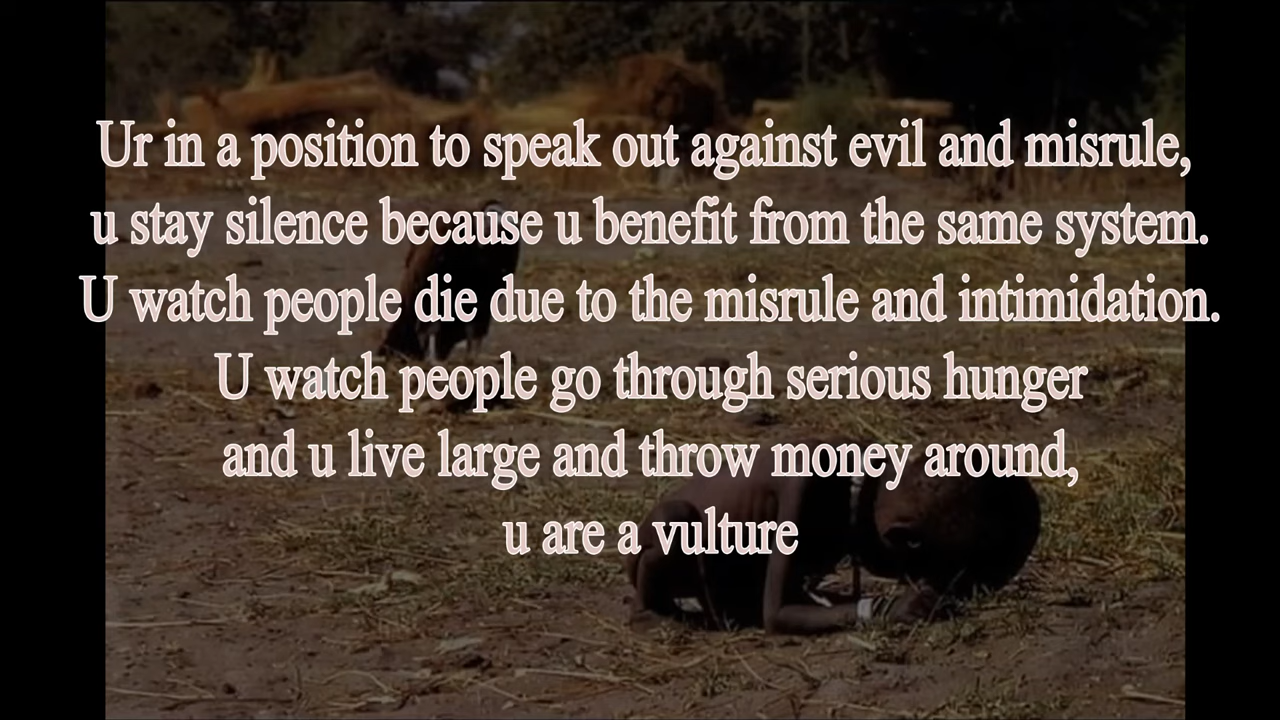 Ur in a position to speak out against evil and misrule,
u stay silence because u benefit from the same system.
U watch people die due to the misrule and intimidation.
U watch people go through serious hunger
and u live large and throw money around,
u are a vulture